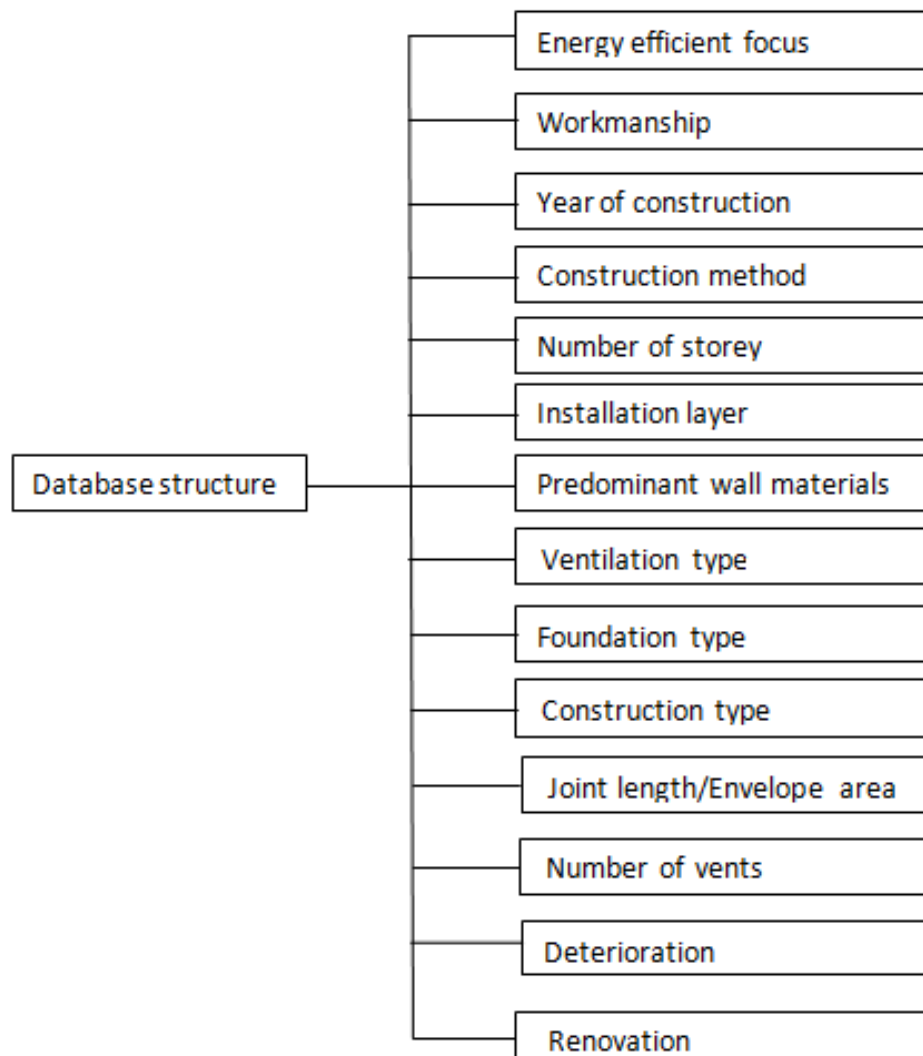 Energy efficient focus
Workmanship
Year of construction
Construction method
Number of storey
Installation layer
Database structure
Predominant wall materials
Ventilation type
Foundation type
Construction type
Joint length/Envelope area
Number of vents
Deterioration
Renovation